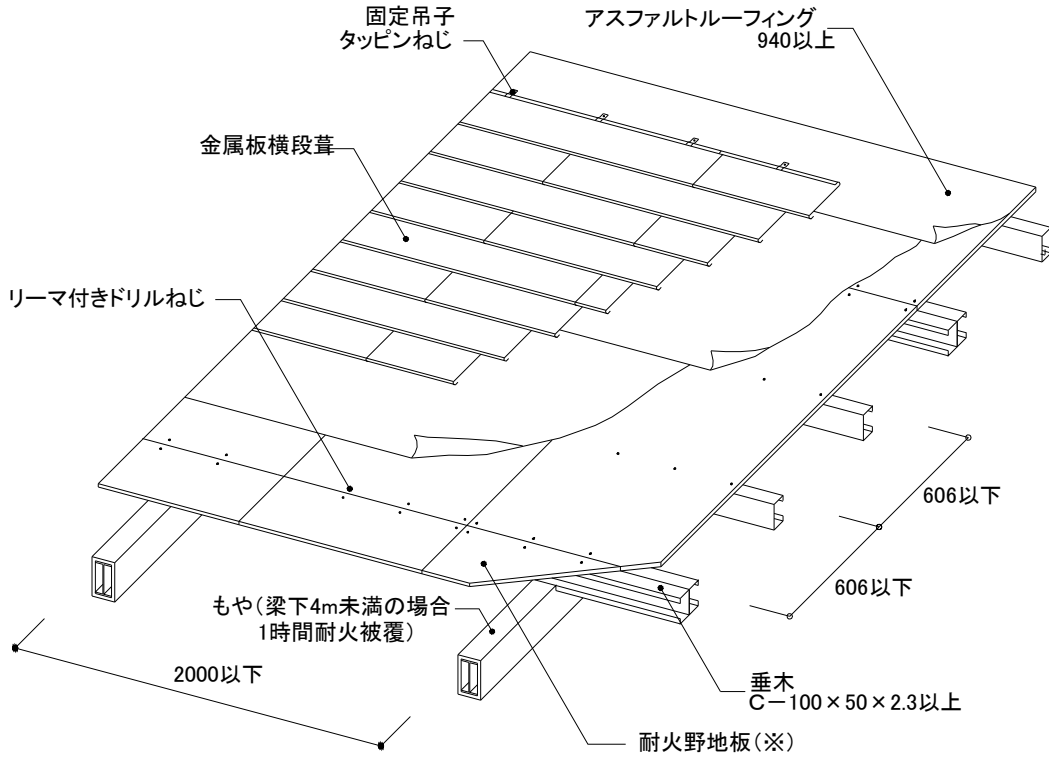 固定吊子
タッピンねじ
アスファルトルーフィング
940以上
金属板横段葺
リーマ付きドリルねじ
606以下
606以下
もや(梁下4m未満の場合
1時間耐火被覆)
2000以下
垂木
C－100×50×2.3以上
耐火野地板(※)